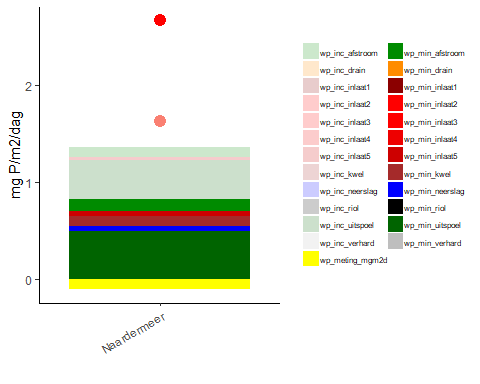 mg P/m2/dag
2
1
0
Naardermeer
wp_inc_afstroom
wp_inc_drain
wp_inc_inlaat1
wp_inc_inlaat2
wp_inc_inlaat3
wp_inc_inlaat4
wp_inc_inlaat5
wp_inc_kwel
wp_inc_neerslag
wp_inc_riol
wp_inc_uitspoel
wp_inc_verhard
wp_meting_mgm2d
wp_min_afstroom
wp_min_drain
wp_min_inlaat1
wp_min_inlaat2
wp_min_inlaat3
wp_min_inlaat4
wp_min_inlaat5
wp_min_kwel
wp_min_neerslag
wp_min_riol
wp_min_uitspoel
wp_min_verhard